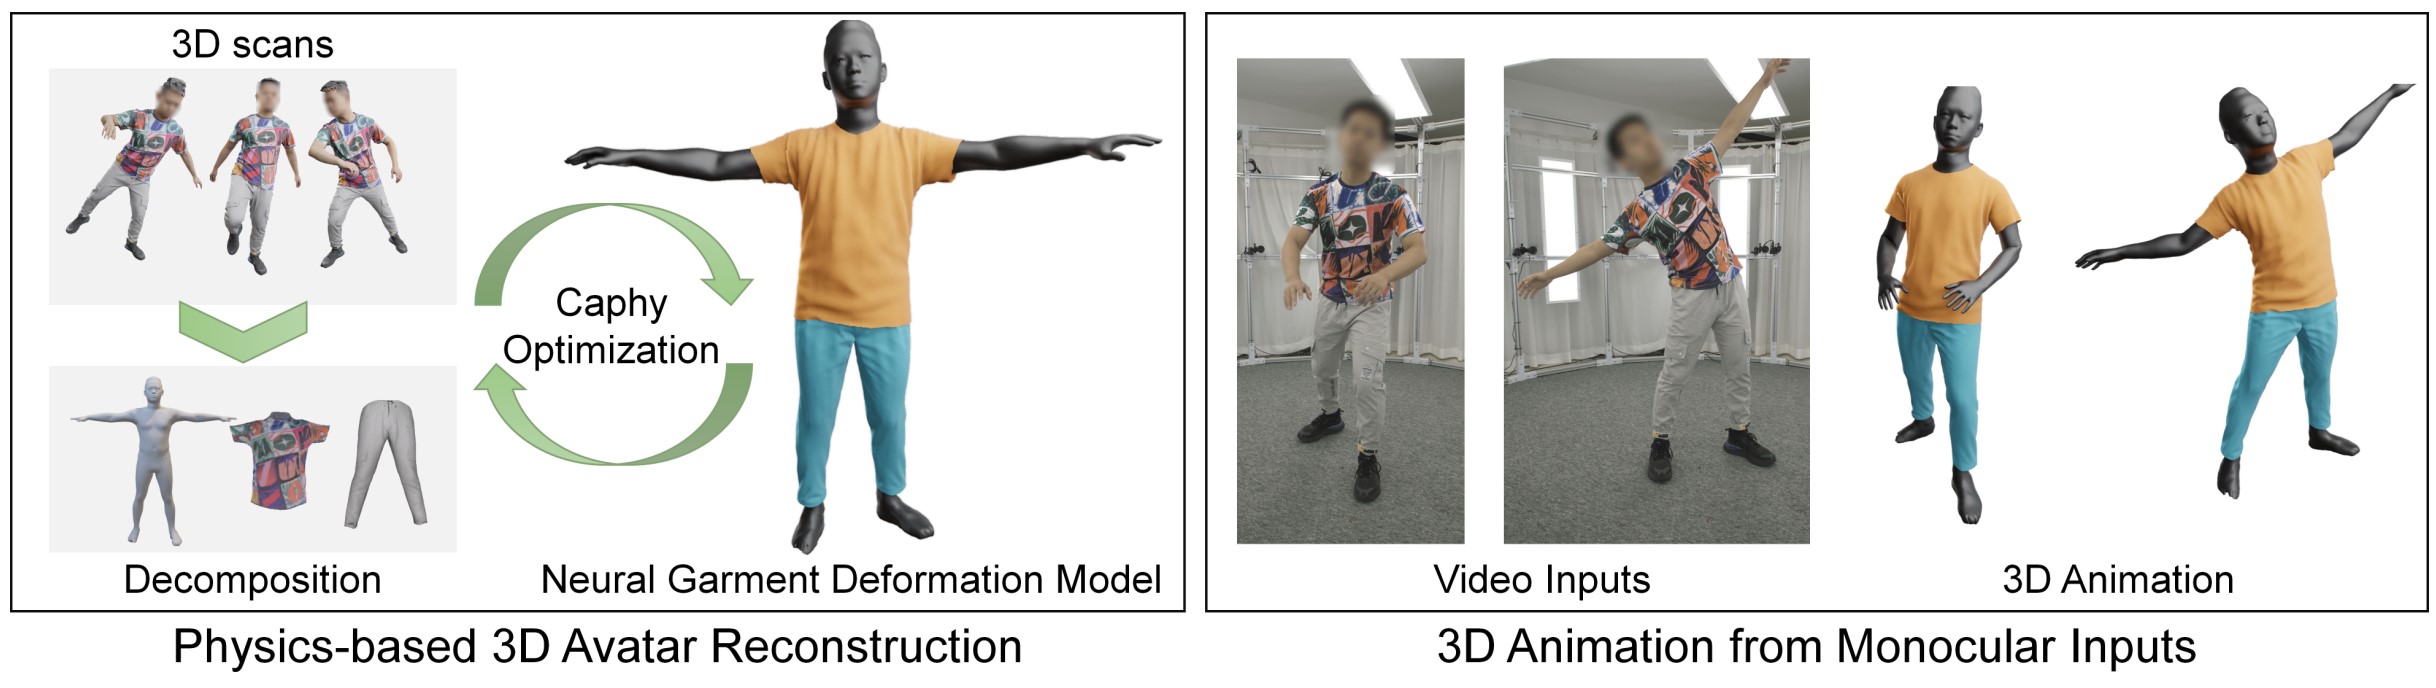 3D scans
Caphy
Optimization
Decomposition
Neural Garment Deformation Model
Physics-based 3D Avatar Reconstruction
Video Inputs
3D Animation
3D Animation from Monocular Inputs